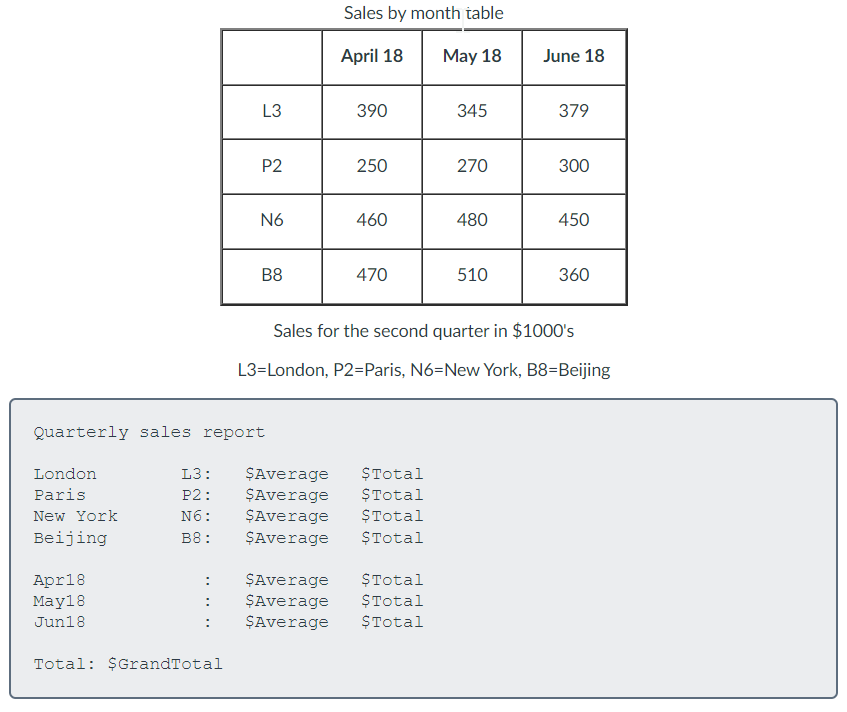 Sales by month table
April 18 May 18 June 18
L3 390 345 379
P2 250 270 300
N6 460 480 450
B8 470 510 360
Sales for the second quarter in $1000's
L3=London, P2=Paris, N6=New York, B8=Beijing
Quarterly sales report
London L3: $Average $Total
Paris P2: $Average $Total
New York N6: $Average $Total
Beijing B8: $Average $Total
Apr18 : $Average $Total
May18 : $Average $Total
Jun18 : $Average $Total
Total: $GrandTotal